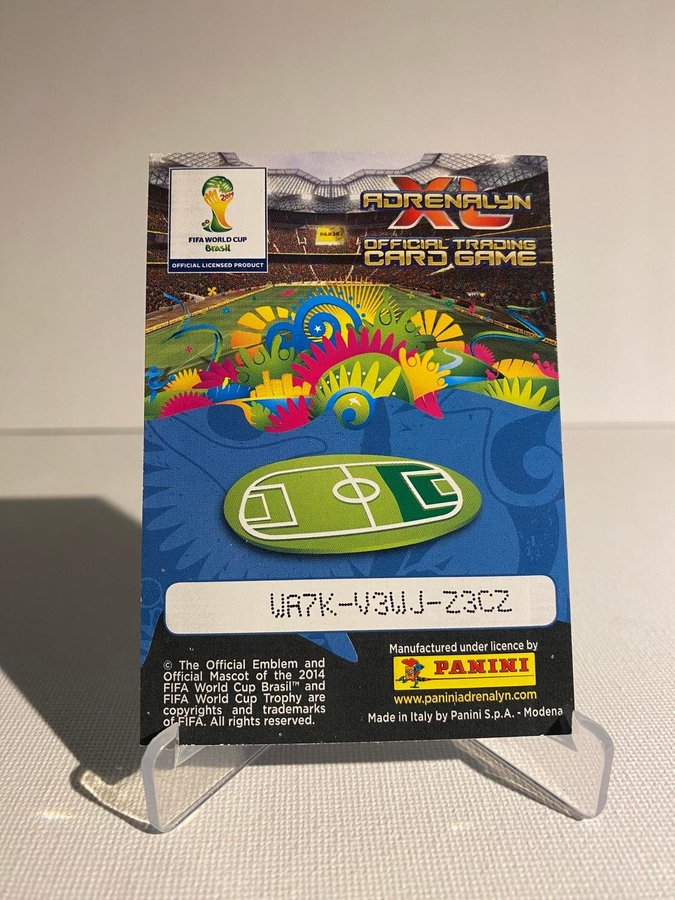 2014
FIFA WORLD CUP
Brasil
OFFICIAL LICENSED PRODUCT
ADRENALYN
XL
OFFICIAL TRADING
CARD GAME
PANINI
WA7K-V3WJ-Z3CZ
© The Official Emblem and
Official Mascot of the 2014
FIFA World Cup Brasil™ and
FIFA World Cup Trophy are
copyrights and trademarks
of FIFA. All rights reserved.
Manufactured under licence by
PANINI
www.paniniadrenalyn.com
Made in Italy by Panini S.p.A. - Modena